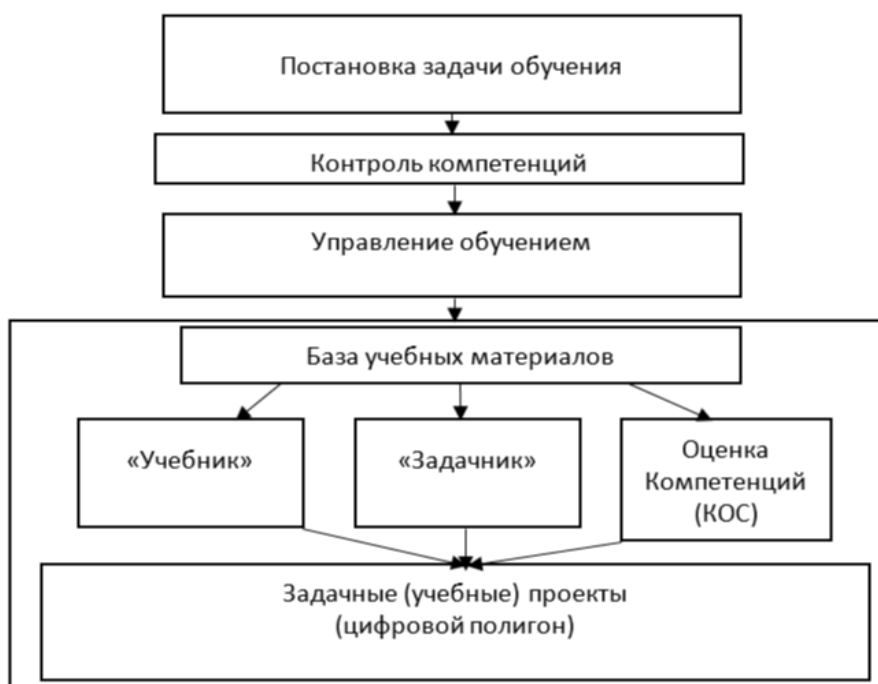 Постановка задачи обучения
Контроль компетенций
Управление обучением
База учебных материалов
«Учебник»
«Задачник»
Оценка
Компетенций
(КОС)
Задачные (учебные) проекты
(цифровой полигон)